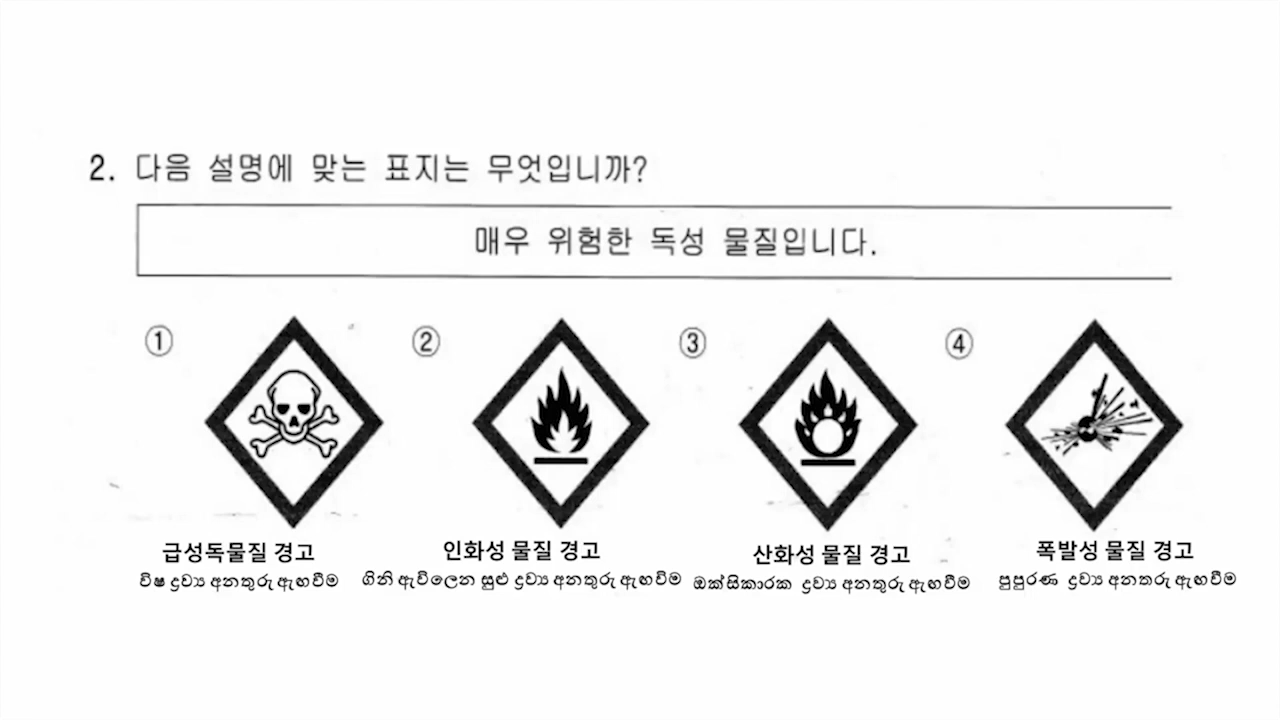 2. 다음 설명에 맞는 표지는 무엇입니까?
매우 위험한 독성 물질입니다.
① ② ③ ④
급성독물질 경고 인화성 물질 경고 산화성 물질 경고 폭발성 물질 경고
විෂ ද්‍රව්‍ය අනතුරු ඇඟවීම ගිනි ඇවිලෙන සුළු ද්‍රව්‍ය අනතුරු ඇඟවීම ඔක්සිකාරක ද්‍රව්‍ය අනතුරු ඇඟවීම පුපුරණ ද්‍රව්‍ය අනතරු ඇඟවීම